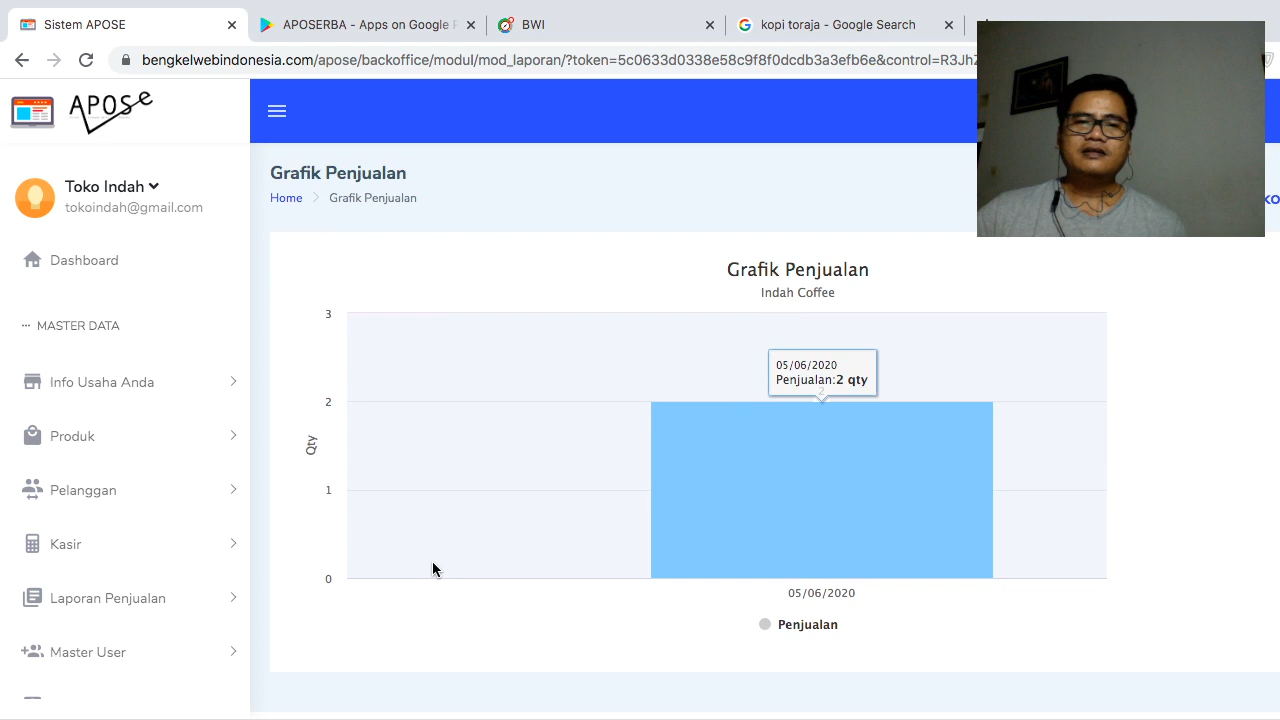 Sistem APOSE
APOSERBA - Apps on Google
BWI
kopi toraja - Google Search
bengelwebindonesia.com/apose/backoffice/modul/mod_laporan/?token=5c0633d0338e58c9f8f0dcdb3a3efb6e&control=R3JhZ
APOSe
Toko Indah
tokoindah@gmail.com
Dashboard
MASTER DATA
Info Usaha Anda
Produk
Pelanggan
Kasir
Laporan Penjualan
Master User
Grafik Penjualan
Home
Grafik Penjualan
Grafik Penjualan
Indah Coffee
3
05/06/2020
Penjualan:2 qty
2
2
Qty
1
0
05/06/2020
Penjualan